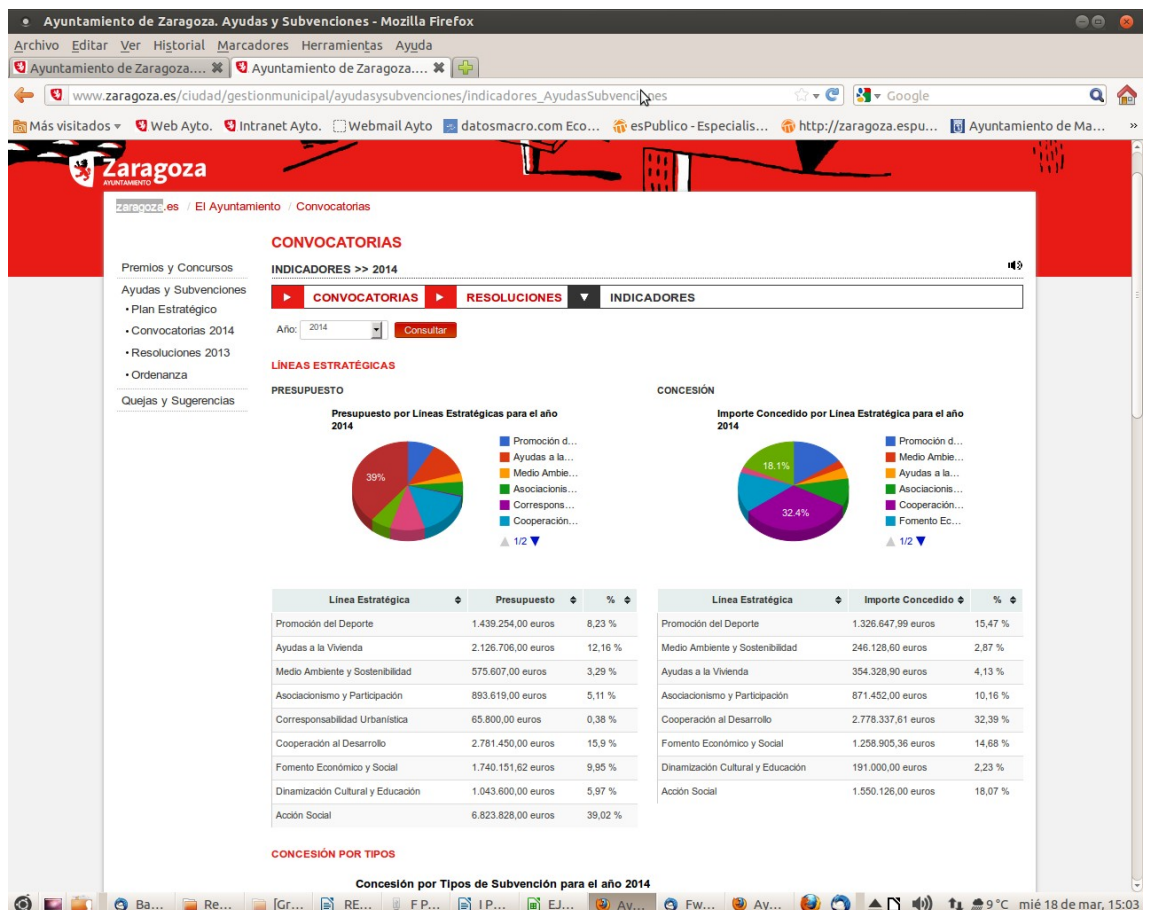 Ayuntamiento de Zaragoza. Ayudas y Subvenciones - Mozilla Firefox
Archivo Editar Ver Historial Marcadores Herramientas Ayuda
Ayuntamiento de Zaragoza.... Ayuntamiento de Zaragoza....
www.zaragoza.es/ciudad/gestionmunicipal/ayudasysubvenciones/indicadores_AyudasSubvenciones Google
Más visitados Web Ayto. Intranet Ayto. Webmail Ayto datosmacro.com Eco... esPublico - Especialis... http://zaragoza.espu... Ayuntamiento de Ma... »
Zaragoza
AYUNTAMIENTO
zaragoza.es / El Ayuntamiento / Convocatorias
CONVOCATORIAS
Premios y Concursos
Ayudas y Subvenciones
• Plan Estratégico
• Convocatorias 2014
• Resoluciones 2013
• Ordenanza
Quejas y Sugerencias
INDICADORES >> 2014
CONVOCATORIAS RESOLUCIONES INDICADORES
Año: 2014 Consultar
LÍNEAS ESTRATÉGICAS
PRESUPUESTO
Presupuesto por Líneas Estratégicas para el año
2014
39%
Promoción d...
Ayudas a la...
Medio Ambie...
Asociacionis...
Correspons...
Cooperación...
1/2
CONCESIÓN
Importe Concedido por Línea Estratégica para el año
2014
18.1%
32.4%
Promoción d...
Medio Ambie...
Ayudas a la...
Asociacionis...
Cooperación...
Fomento Ec...
1/2
Línea Estratégica Presupuesto %
Promoción del Deporte 1.439.254,00 euros 8,23 %
Ayudas a la Vivienda 2.126.706,00 euros 12,16 %
Medio Ambiente y Sostenibilidad 575.607,00 euros 3,29 %
Asociacionismo y Participación 893.619,00 euros 5,11 %
Corresponsabilidad Urbanística 65.800,00 euros 0,38 %
Cooperación al Desarrollo 2.781.450,00 euros 15,9 %
Fomento Económico y Social 1.740.151,62 euros 9,95 %
Dinamización Cultural y Educación 1.043.600,00 euros 5,97 %
Acción Social 6.823.828,00 euros 39,02 %
Línea Estratégica Importe Concedido %
Promoción del Deporte 1.326.647,99 euros 15,47 %
Medio Ambiente y Sostenibilidad 246.128,60 euros 2,87 %
Ayudas a la Vivienda 354.328,90 euros 4,13 %
Asociacionismo y Participación 871.452,00 euros 10,16 %
Cooperación al Desarrollo 2.778.337,61 euros 32,39 %
Fomento Económico y Social 1.258.905,36 euros 14,68 %
Dinamización Cultural y Educación 191.000,00 euros 2,23 %
Acción Social 1.550.126,00 euros 18,07 %
CONCESIÓN POR TIPOS
Concesión por Tipos de Subvención para el año 2014
Ba... Re... [Gr... RE... F P... I P... EJ... Ay... Fw... Ay... 9 °C mié 18 de mar, 15:03